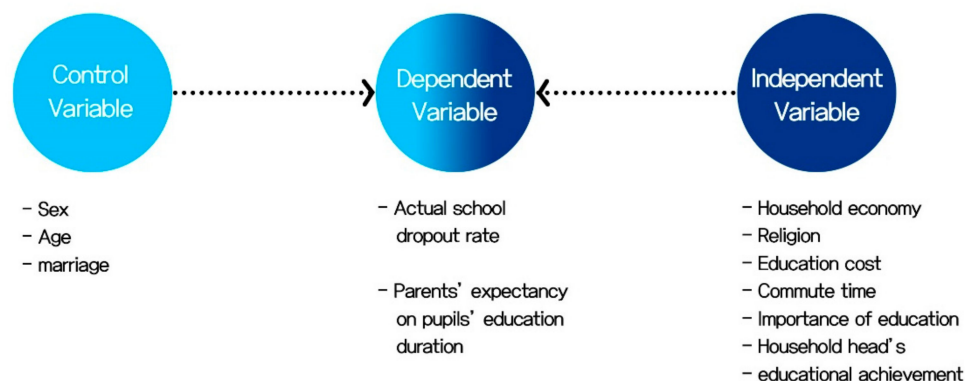 Control
Variable
Dependent
Variable
Independent
Variable
- Sex
- Age
- marriage
- Actual school
dropout rate
- Parents' expectancy
on pupils' education
duration
- Household economy
- Religion
- Education cost
- Commute time
- Importance of education
- Household head's
- educational achievement